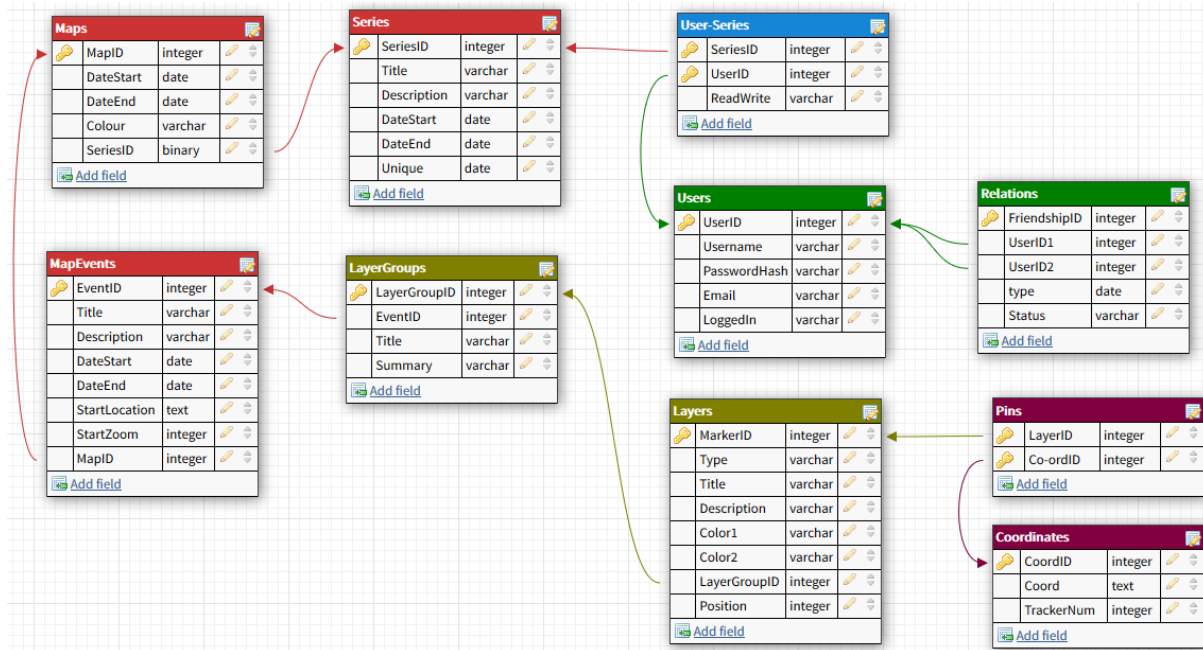 Maps
MapID integer
DateStart date
DateEnd date
Colour varchar
SeriesID binary
Add field
Series
SeriesID integer
Title varchar
Description varchar
DateStart date
DateEnd date
Unique date
Add field
User-Series
SeriesID integer
UserID integer
ReadWrite varchar
Add field
Users
UserID integer
Username varchar
PasswordHash varchar
Email varchar
LoggedIn varchar
Add field
Relations
FriendshipID integer
UserID1 integer
UserID2 integer
type date
Status varchar
Add field
MapEvents
EventID integer
Title varchar
Description varchar
DateStart date
DateEnd date
StartLocation text
StartZoom integer
MapID integer
Add field
LayerGroups
LayerGroupID integer
EventID integer
Title varchar
Summary varchar
Add field
Layers
MarkerID integer
Type varchar
Title varchar
Description varchar
Color1 varchar
Color2 varchar
LayerGroupID integer
Position integer
Add field
Pins
LayerID integer
Co-ordID integer
Add field
Coordinates
CoordID integer
Coord text
TrackerNum integer
Add field